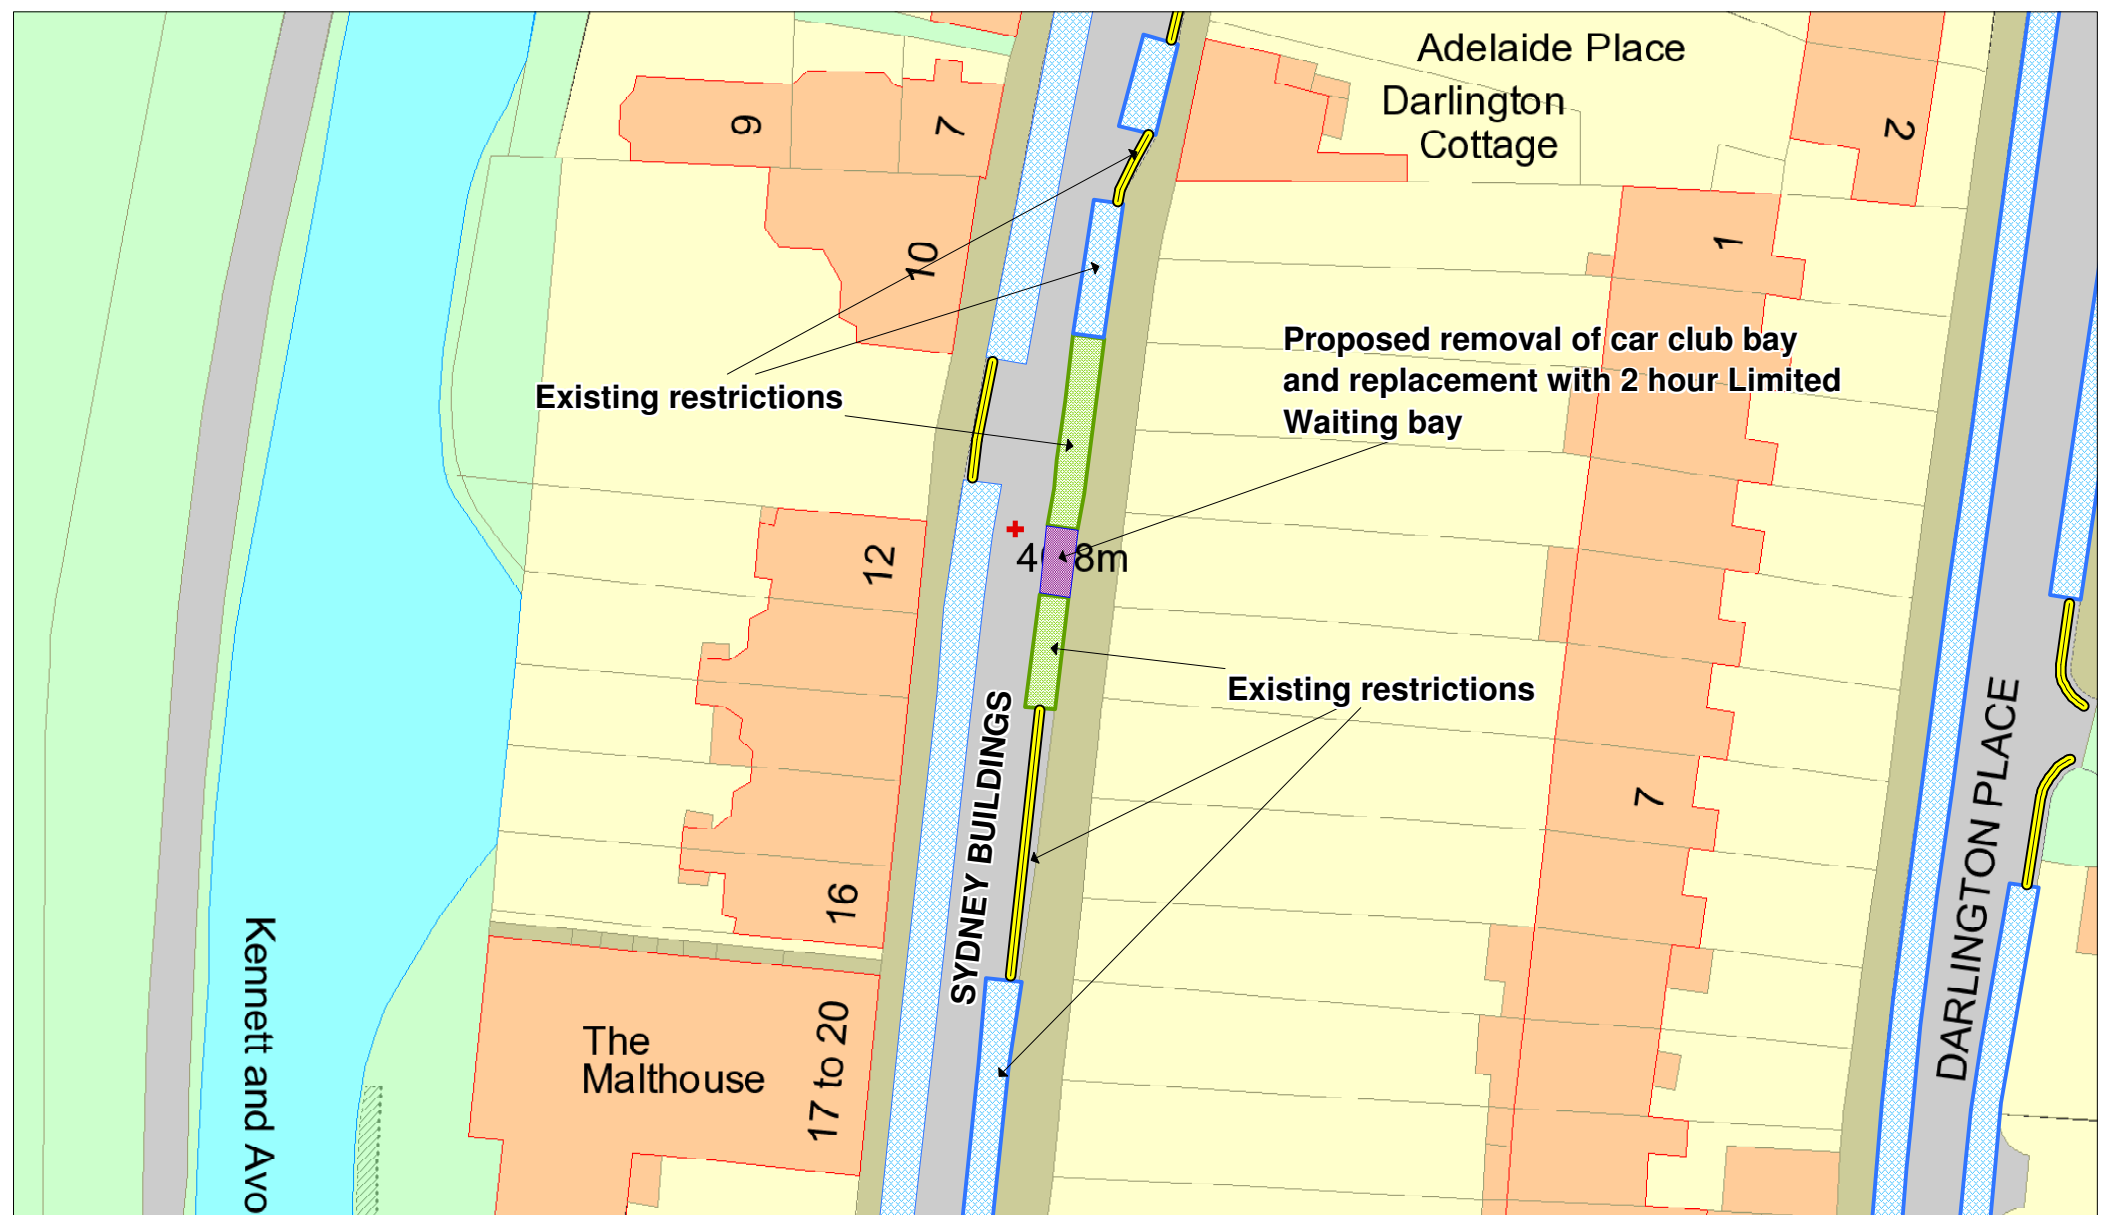 Adelaide Place
Darlington
Cottage
9
7
2
10
1
Proposed removal of car club bay
and replacement with 2 hour Limited
Waiting bay
Existing restrictions
12
8m
Existing restrictions
SYDNEY BUILDINGS
7
DARLINGTON PLACE
16
Kennett and Avo
The
Malthouse
17 to 20